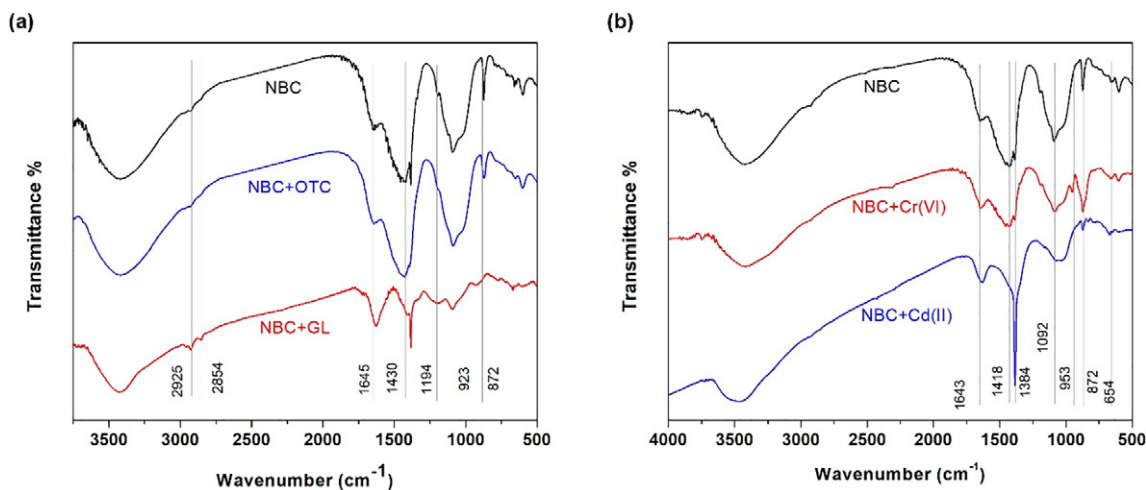 (a)
NBC
NBC+OTC
NBC+GL
2925
2854
1645
1430
1194
923
872
Transmittance %
3500 3000 2500 2000 1500 1000 500
Wavenumber (cm⁻¹)
(b)
NBC
NBC+Cr(VI)
NBC+Cd(II)
1643
1418
1384
1092
953
872
654
Transmittance %
4000 3500 3000 2500 2000 1500 1000 500
Wavenumber (cm⁻¹)